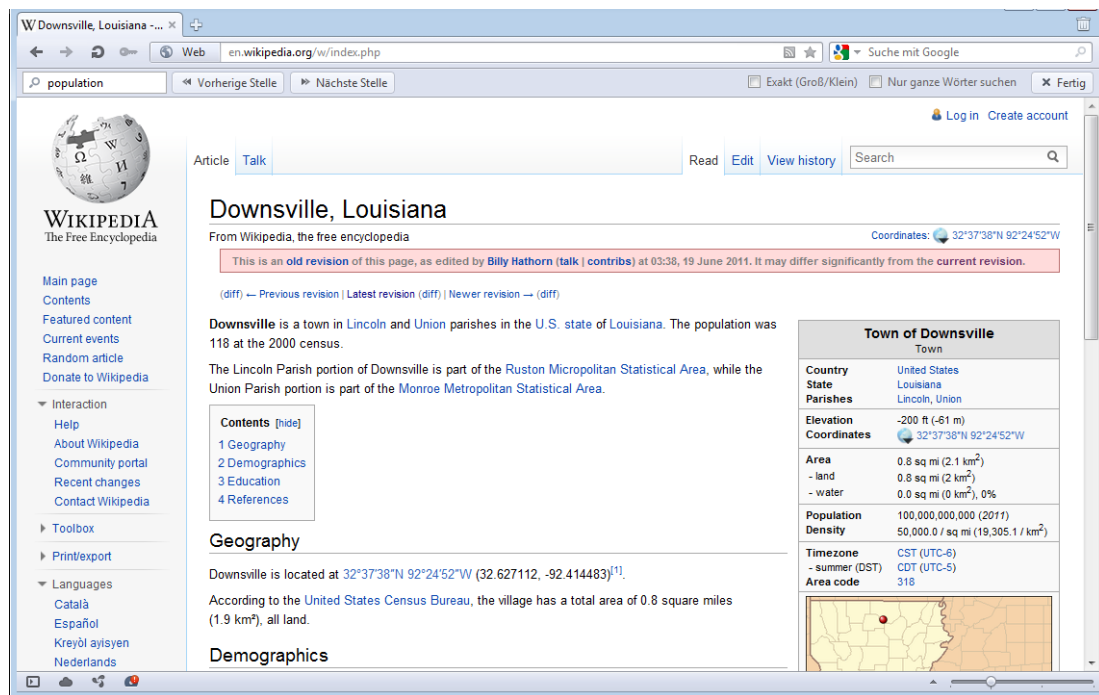 Downsville, Louisiana -...
Web en.wikipedia.org/w/index.php Suche mit Google
population Vorherige Stelle Nächste Stelle Exakt (Groß/Klein) Nur ganze Wörter suchen Fertig
Log in Create account
Article Talk Read Edit View history Search
WIKIPEDIA
The Free Encyclopedia
Main page
Contents
Featured content
Current events
Random article
Donate to Wikipedia
Interaction
Help
About Wikipedia
Community portal
Recent changes
Contact Wikipedia
Toolbox
Print/export
Languages
Català
Español
Kreyòl ayisyen
Nederlands
Downsville, Louisiana
From Wikipedia, the free encyclopedia
Coordinates: 32°37'38"N 92°24'52"W
This is an old revision of this page, as edited by Billy Hathorn (talk | contribs) at 03:38, 19 June 2011. It may differ significantly from the current revision.
(diff) ← Previous revision | Latest revision (diff) | Newer revision → (diff)
Downsville is a town in Lincoln and Union parishes in the U.S. state of Louisiana. The population was
118 at the 2000 census.
The Lincoln Parish portion of Downsville is part of the Ruston Micropolitan Statistical Area, while the
Union Parish portion is part of the Monroe Metropolitan Statistical Area.
Contents [hide]
1 Geography
2 Demographics
3 Education
4 References
Geography
Downsville is located at 32°37'38"N 92°24'52"W (32.627112, -92.414483)[1].
According to the United States Census Bureau, the village has a total area of 0.8 square miles
(1.9 km²), all land.
Demographics
Town of Downsville
Town
Country United States
State Louisiana
Parishes Lincoln, Union
Elevation -200 ft (-61 m)
Coordinates 32°37'38"N 92°24'52"W
Area 0.8 sq mi (2.1 km²)
- land 0.8 sq mi (2 km²)
- water 0.0 sq mi (0 km²), 0%
Population 100,000,000,000 (2011)
Density 50,000.0 / sq mi (19,305.1 / km²)
Timezone CST (UTC-6)
- summer (DST) CDT (UTC-5)
Area code 318